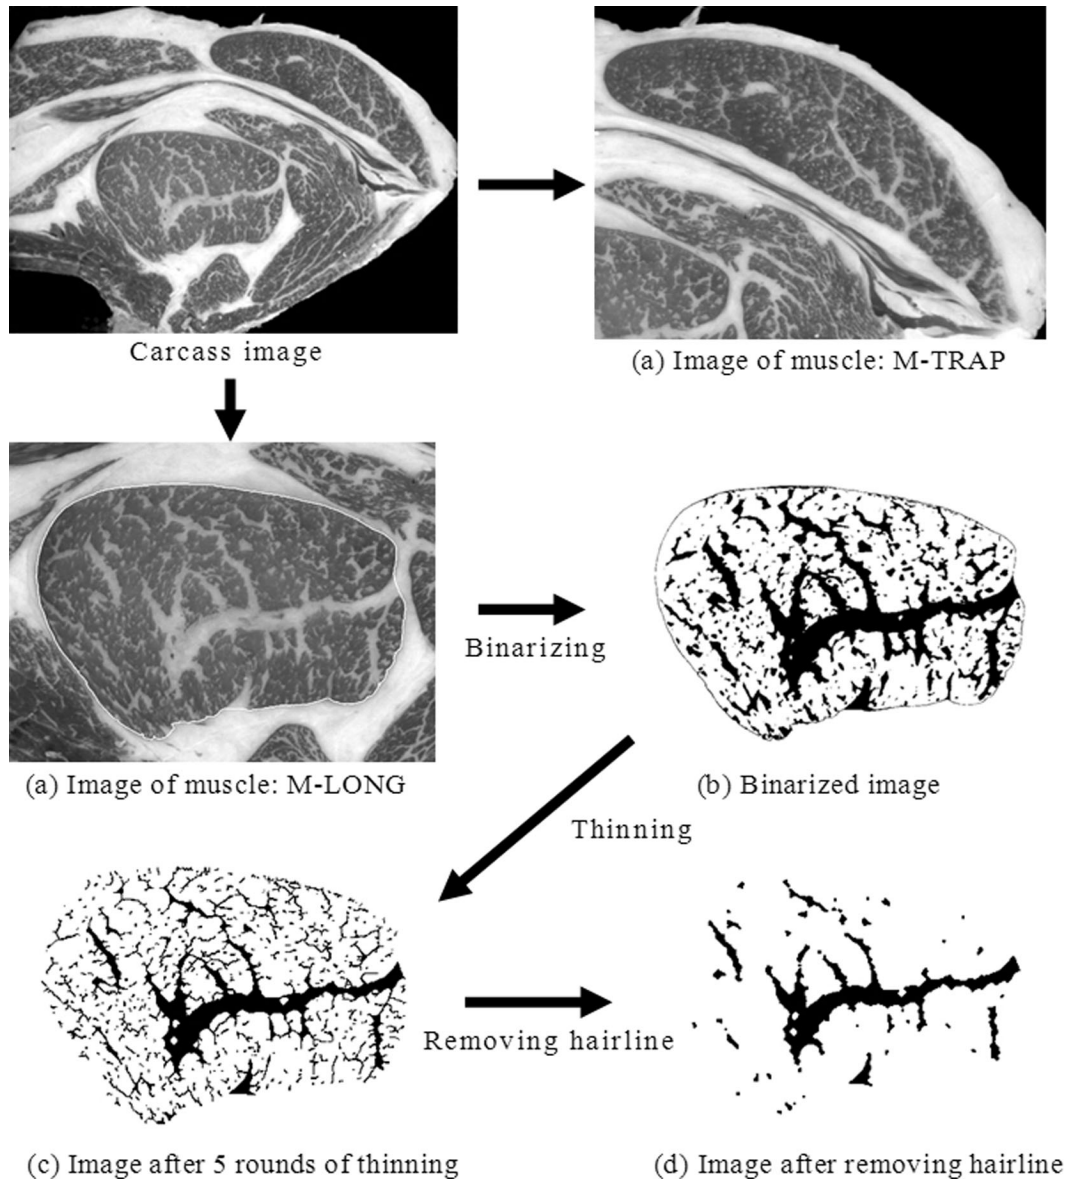 Carcass image
(a) Image of muscle: M-TRAP
Binarizing
(a) Image of muscle: M-LONG
(b) Binarized image
Thinning
Removing hairline
(c) Image after 5 rounds of thinning
(d) Image after removing hairline